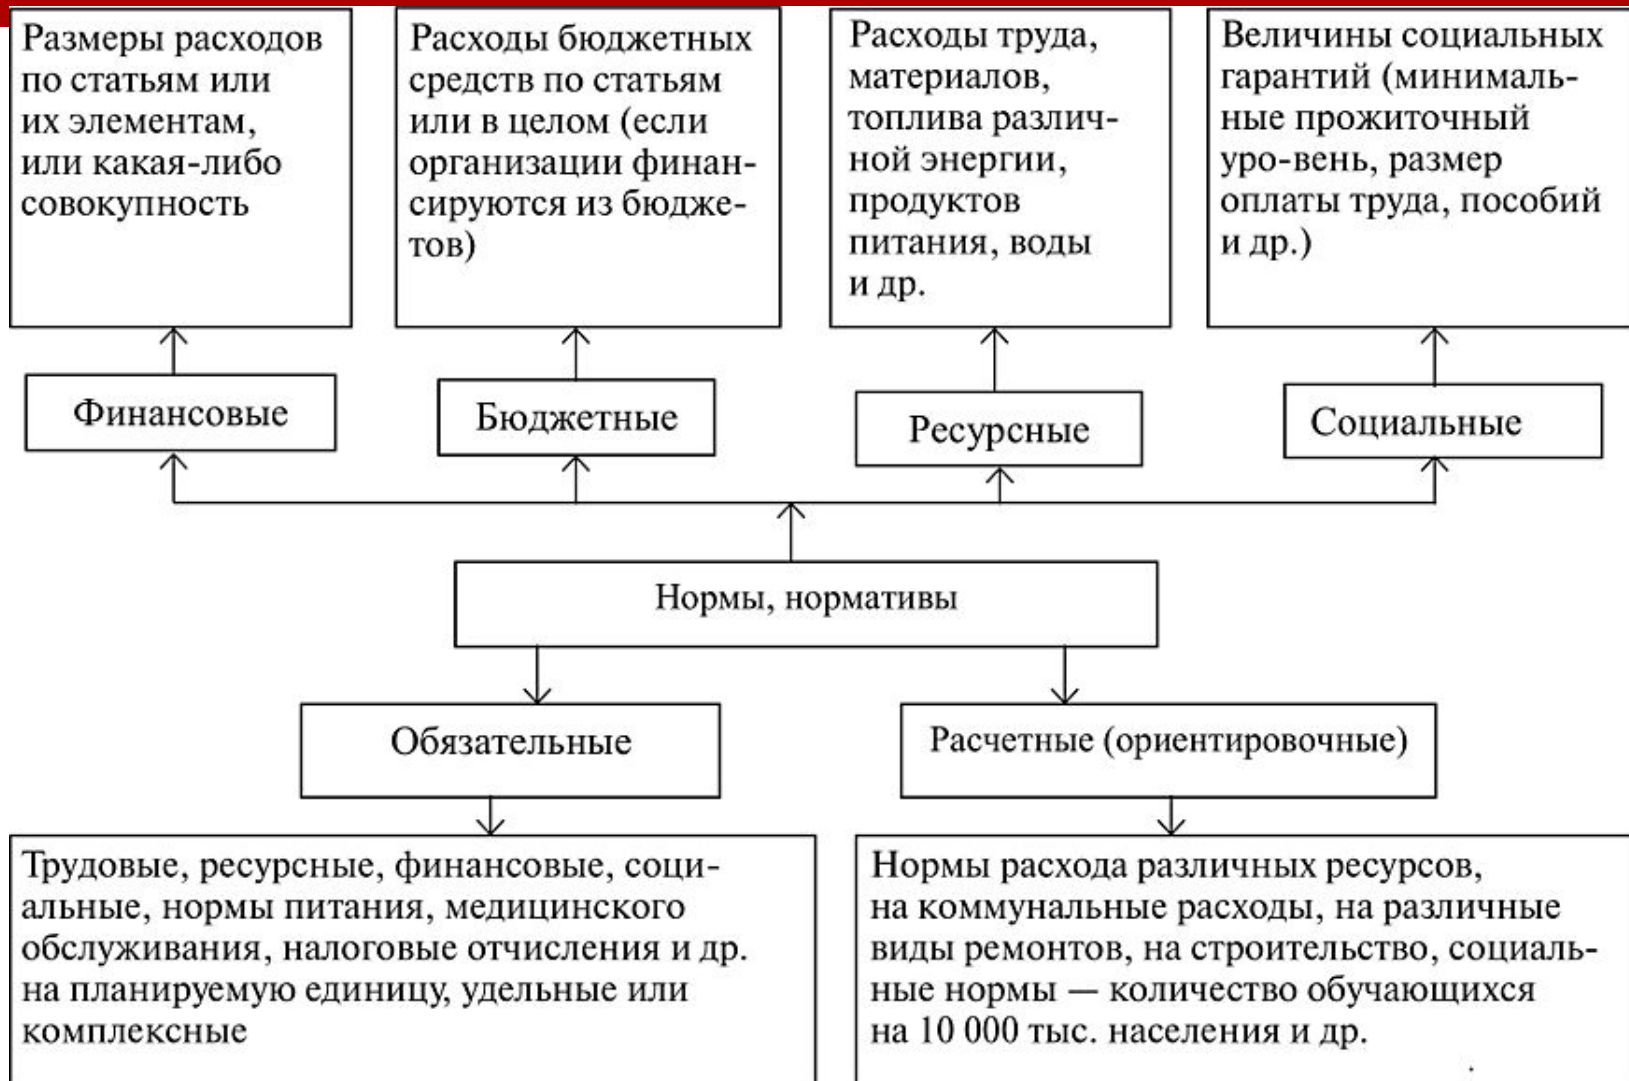 Размеры расходов
по статьям или
их элементам,
или какая-либо
совокупность
Расходы бюджетных
средств по статьям
или в целом (если
организации финан-
сируются из бюдже-
тов)
Расходы труда,
материалов,
топлива различ-
ной энергии,
продуктов
питания, воды
и др.
Величины социальных
гарантий (минималь-
ные прожиточный
уро-вень, размер
оплаты труда, пособий
и др.)
Финансовые
Бюджетные
Ресурсные
Социальные
Нормы, нормативы
Обязательные
Расчетные (ориентировочные)
Трудовые, ресурсные, финансовые, соци-
альные, нормы питания, медицинского
обслуживания, налоговые отчисления и др.
на планируемую единицу, удельные или
комплексные
Нормы расхода различных ресурсов,
на коммунальные расходы, на различные
виды ремонтов, на строительство, социаль-
ные нормы — количество обучающихся
на 10 000 тыс. населения и др.